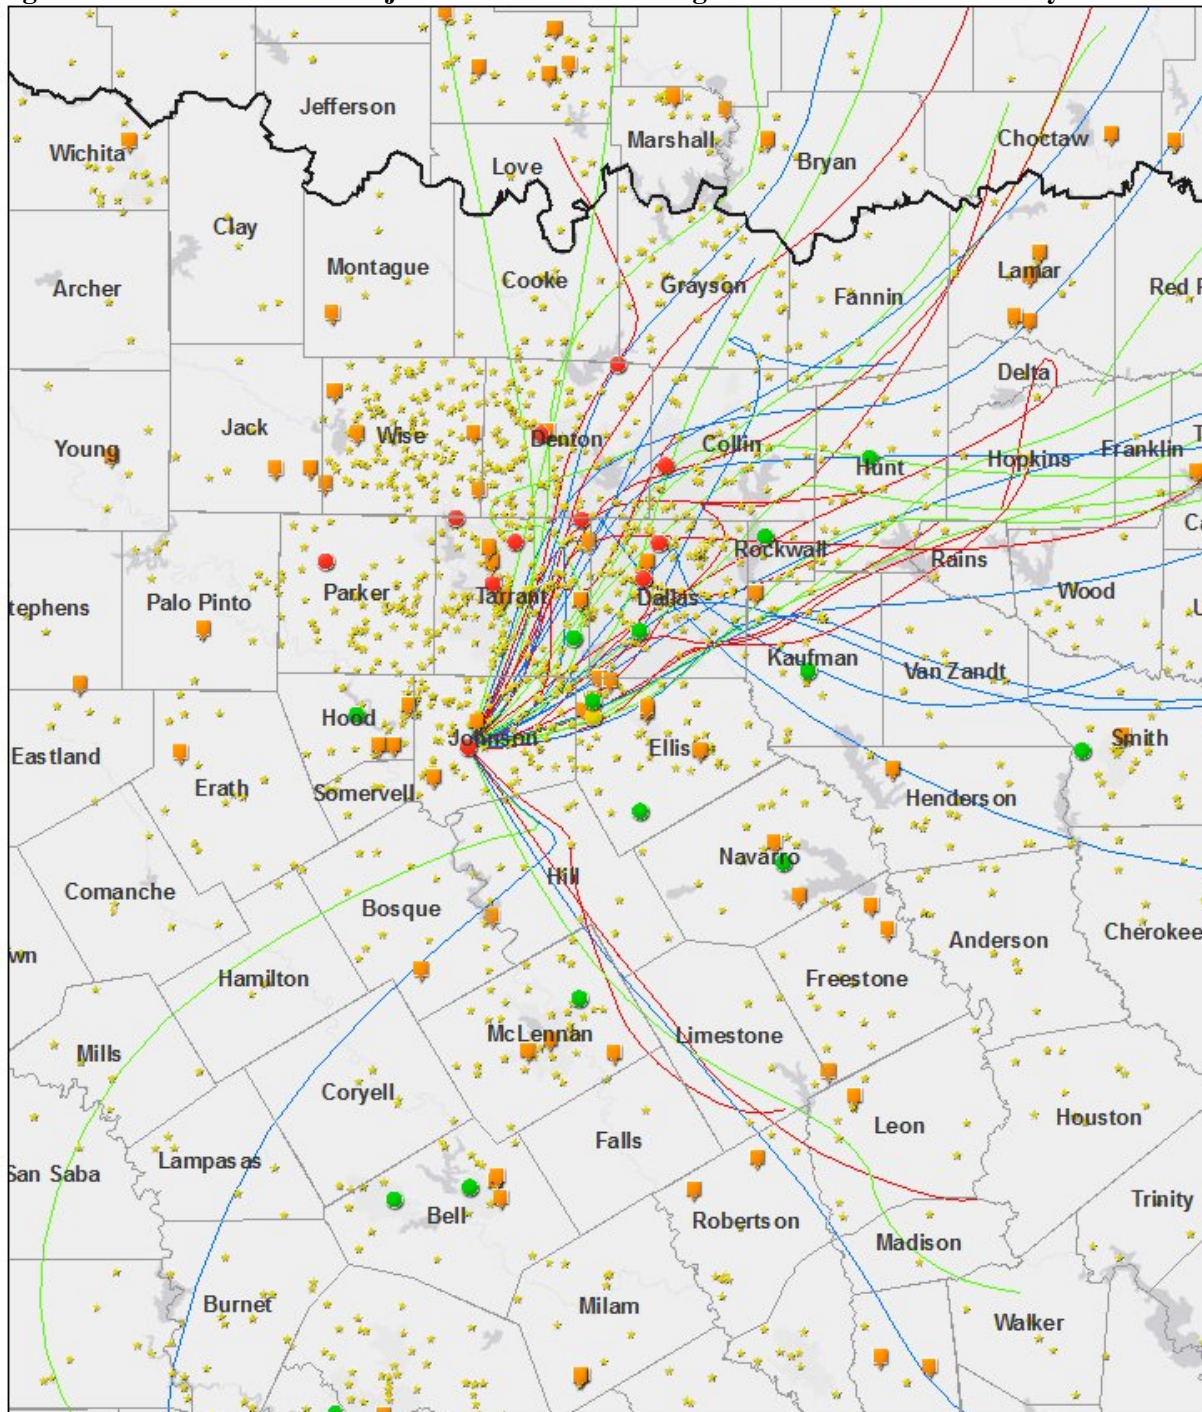 Jefferson
Wichita
Love
Marshall
Bryan
Choctaw
Clay
Montague
Cooke
Grayson
Fannin
Lamar
Red
Archer
Delta
Young
Jack
Wise
Denton
Collin
Hunt
Hopkins
Franklin
Rockwall
Rains
Palo Pinto
Parker
Tarrant
Dallas
Wood
tephens
Kaufman
Van Zandt
Hood
Johnson
Ellis
Smith
Eastland
Erath
Somervell
Henderson
Navarro
Comanche
Bosque
Hill
Anderson
Cherokee
wn
Hamilton
Freestone
McLennan
Limestone
Mills
Coryell
Falls
Leon
Houston
San Saba
Lampasas
Bell
Robertson
Trinity
Madison
Burnet
Milam
Walker